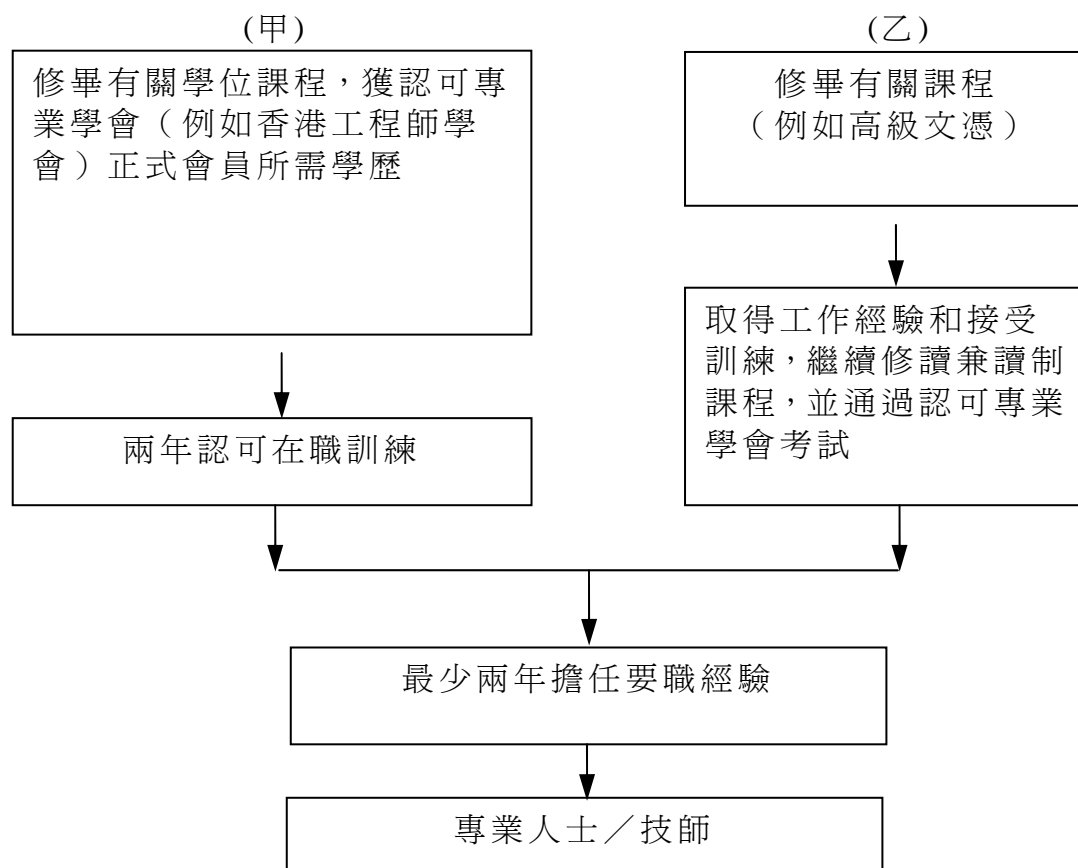 (甲)
修畢有關學位課程，獲認可專
業學會（例如香港工程師學
會）正式會員所需學歷
兩年認可在職訓練
(乙)
修畢有關課程
（例如高級文憑）
取得工作經驗和接受
訓練，繼續修讀兼讀制
課程，並通過認可專業
學會考試
最少兩年擔任要職經驗
專業人士／技師